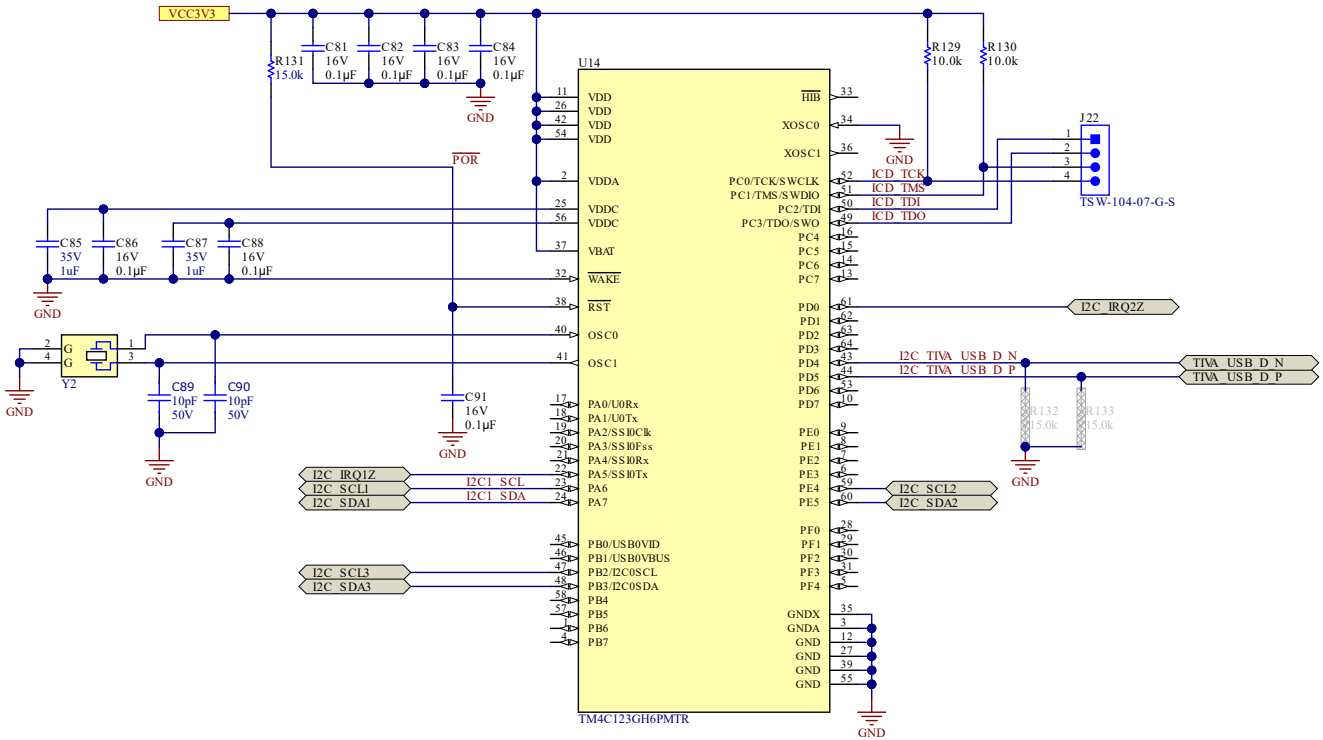 VCC3V3
R131
15.0k
C81
16V
0.1µF
C82
16V
0.1µF
C83
16V
0.1µF
C84
16V
0.1µF
GND
R129
10.0k
R130
10.0k
U14
11 VDD
26 VDD
42 VDD
54 VDD
2 VDDA
25 VDDC
56 VDDC
37 VBAT
32 WAKE
38 RST
40 OSC0
41 OSC1
17 PA0/U0Rx
18 PA1/U0Tx
19 PA2/SSI0Clk
20 PA3/SSI0Fss
21 PA4/SSI0Rx
22 PA5/SSI0Tx
23 PA6
24 PA7
45 PB0/USB0VID
46 PB1/USB0VBUS
47 PB2/I2C0SCL
48 PB3/I2C0SDA
58 PB4
57 PB5
1 PB6
4 PB7
HIB 33
XOSC0 34
XOSC1 36
PC0/TCK/SWCLK 52
PC1/TMS/SWDIO 51
PC2/TDI 50
PC3/TDO/SWO 49
PC4 16
PC5 15
PC6 14
PC7 13
PD0 61
PD1 62
PD2 63
PD3 64
PD4 43
PD5 44
PD6 53
PD7 10
PE0 9
PE1 8
PE2 7
PE3 6
PE4 59
PE5 60
PF0 28
PF1 29
PF2 30
PF3 31
PF4 5
GNDX 35
GNDA 3
GND 12
GND 27
GND 39
GND 55
TM4C123GH6PMTR
GND
POR
GND
ICD_TCK
ICD_TMS
ICD_TDI
ICD_TDO
J22
1
2
3
4
TSW-104-07-G-S
C85
35V
1uF
C86
16V
0.1µF
C87
35V
1uF
C88
16V
0.1µF
GND
2 G 1
4 G 3
Y2
GND
C89
10pF
50V
C90
10pF
50V
GND
C91
16V
0.1µF
GND
I2C_IRQ1Z
I2C_SCL1 I2C1_SCL
I2C_SDA1 I2C1_SDA
I2C_SCL3
I2C_SDA3
I2C_IRQ2Z
I2C_TIVA_USB_D_N TIVA_USB_D_N
I2C_TIVA_USB_D_P TIVA_USB_D_P
R132
15.0k
R133
15.0k
GND
I2C_SCL2
I2C_SDA2